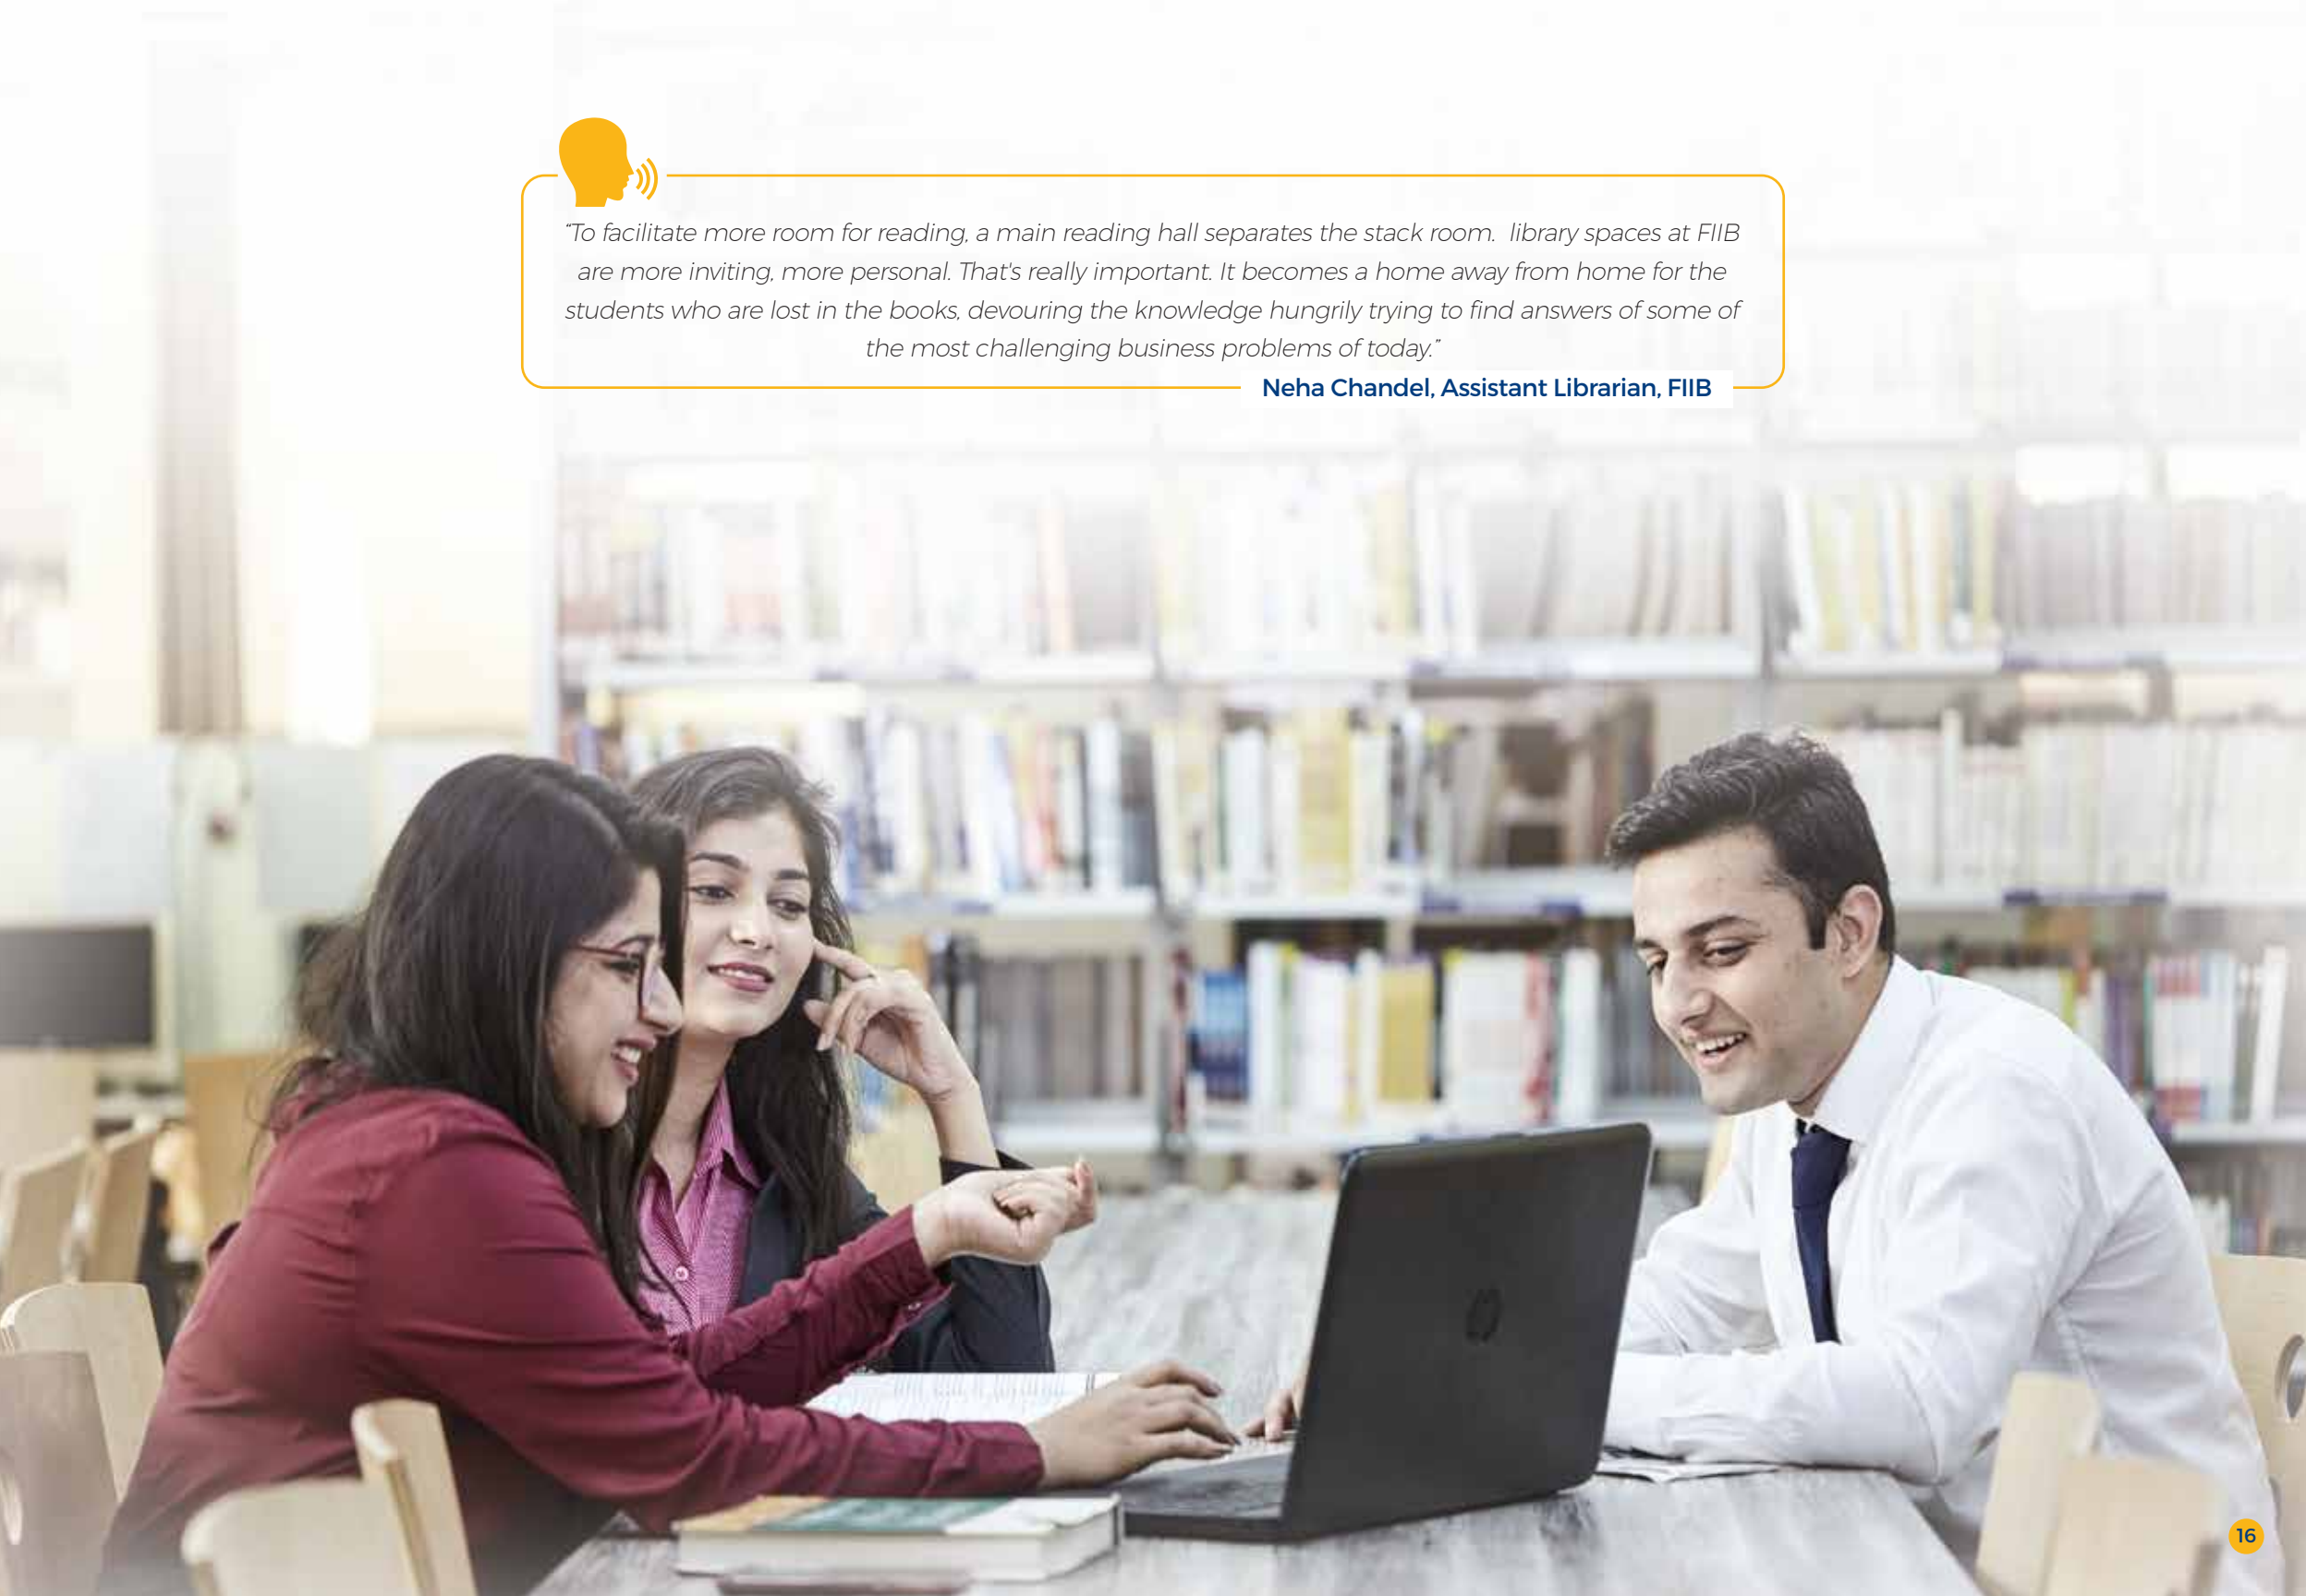 “To facilitate more room for reading, a main reading hall separates the stack room.  library spaces at FIIB
are more inviting, more personal. That's really important. It becomes a home away from home for the
students who are lost in the books, devouring the knowledge hungrily trying to find answers of some of
the most challenging business problems of today.”
Neha Chandel, Assistant Librarian, FIIB
16